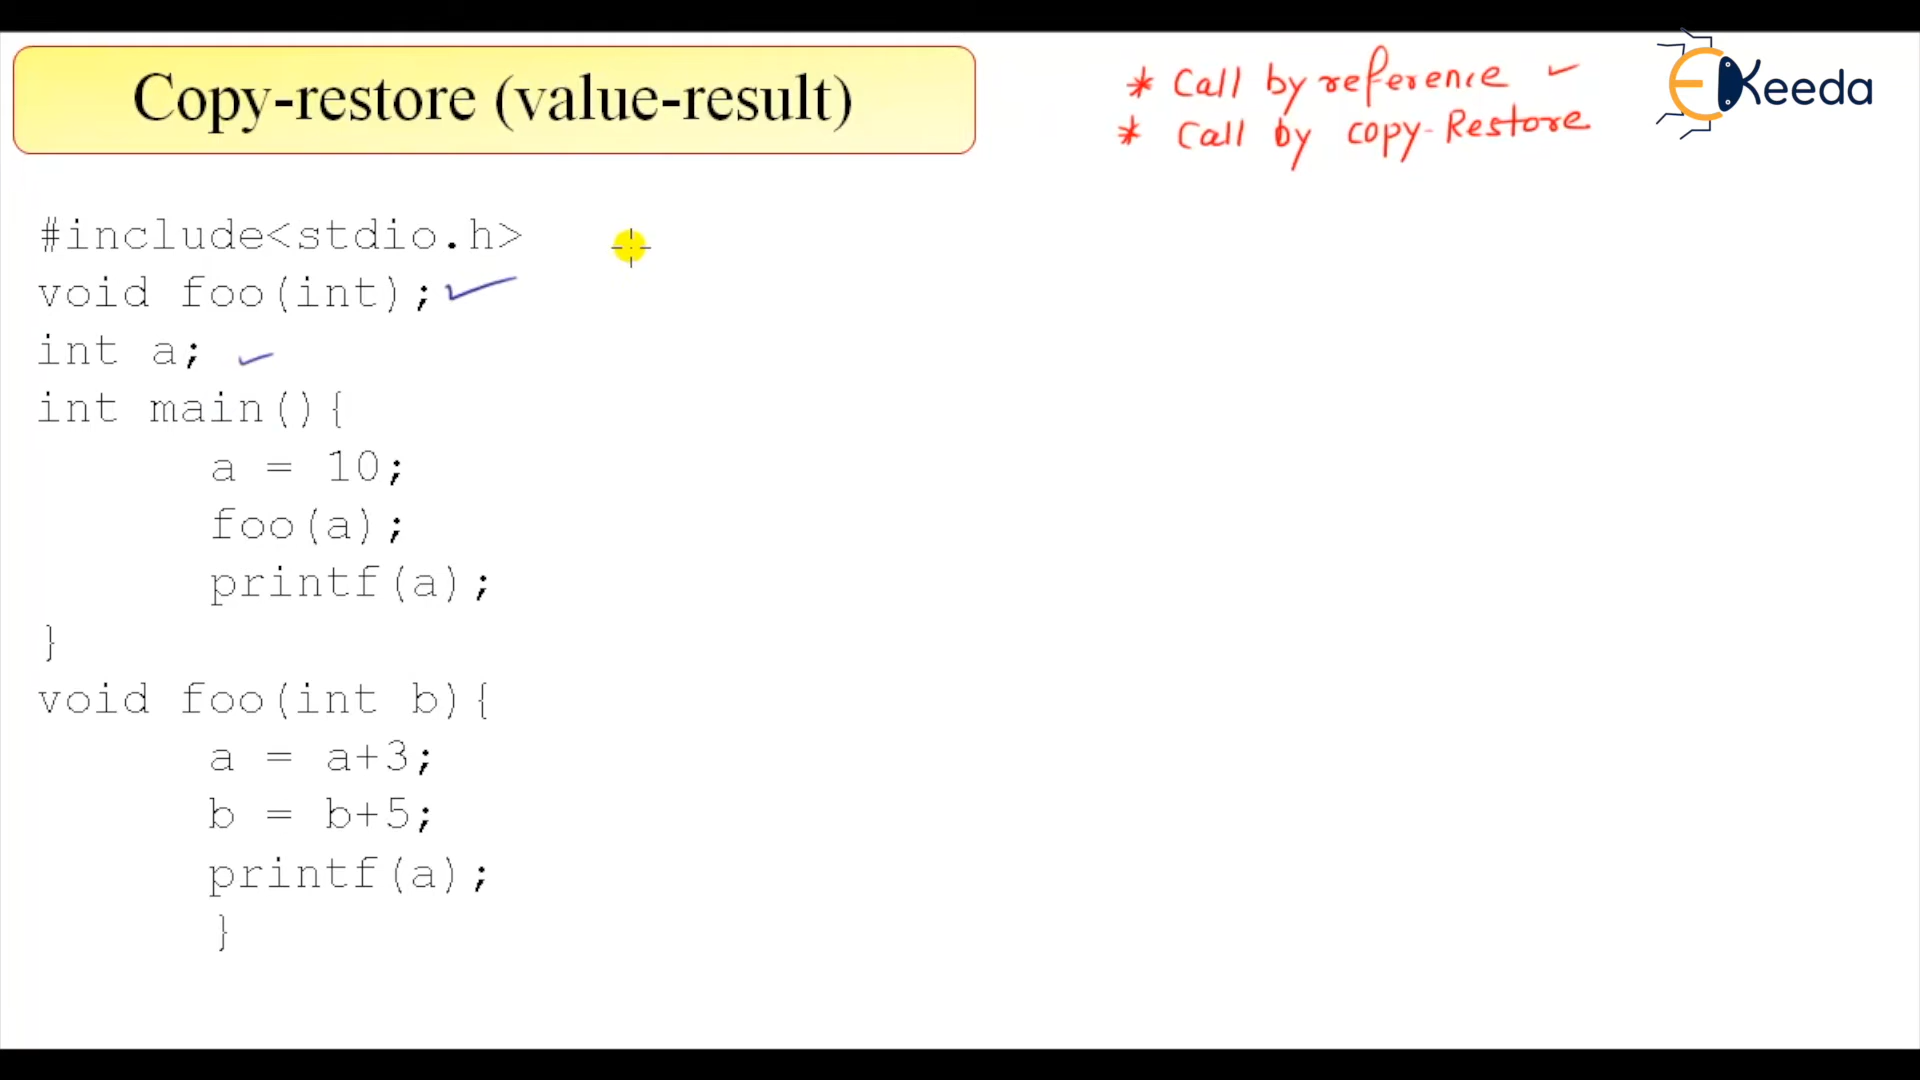 Copy-restore (value-result)
* Call by reference
* Call by copy-Restore
EKeeda
#include<stdio.h>
void foo(int);
int a;
int main(){
a = 10;
foo(a);
printf(a);
}
void foo(int b){
a = a+3;
b = b+5;
printf(a);
}